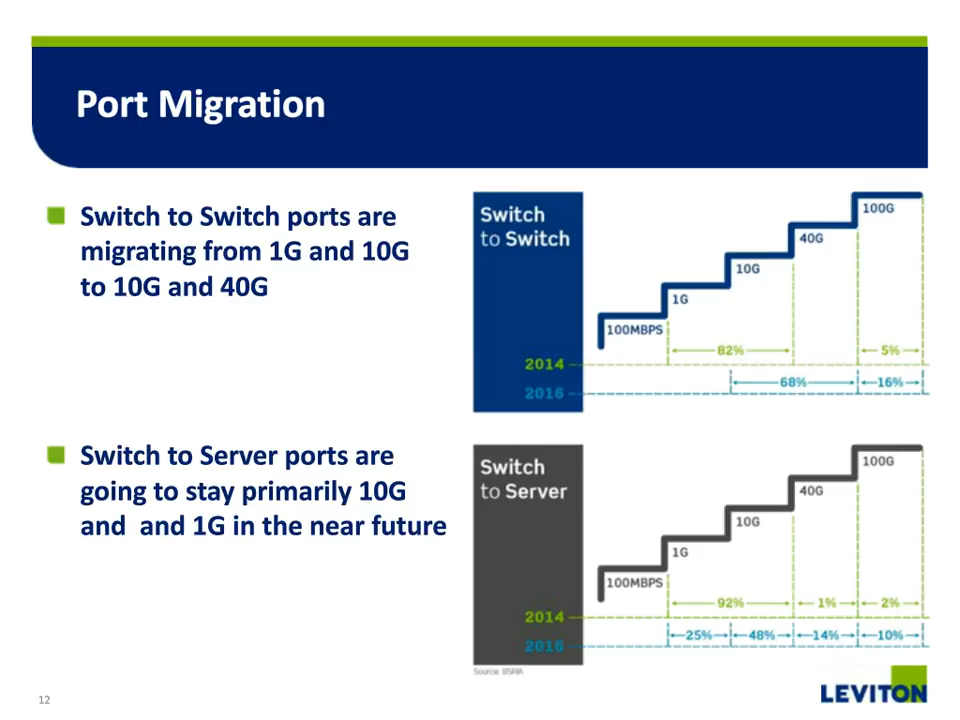 Port Migration
Switch to Switch ports are
migrating from 1G and 10G
to 10G and 40G
Switch
to Switch
100G
40G
10G
1G
100MBPS
82%
5%
2014
68%
16%
2016
Switch to Server ports are
going to stay primarily 10G
and and 1G in the near future
Switch
to Server
100G
40G
10G
1G
100MBPS
92%
1%
2%
2014
25%
48%
14%
10%
2016
Source: BSRIA
12
LEVITON